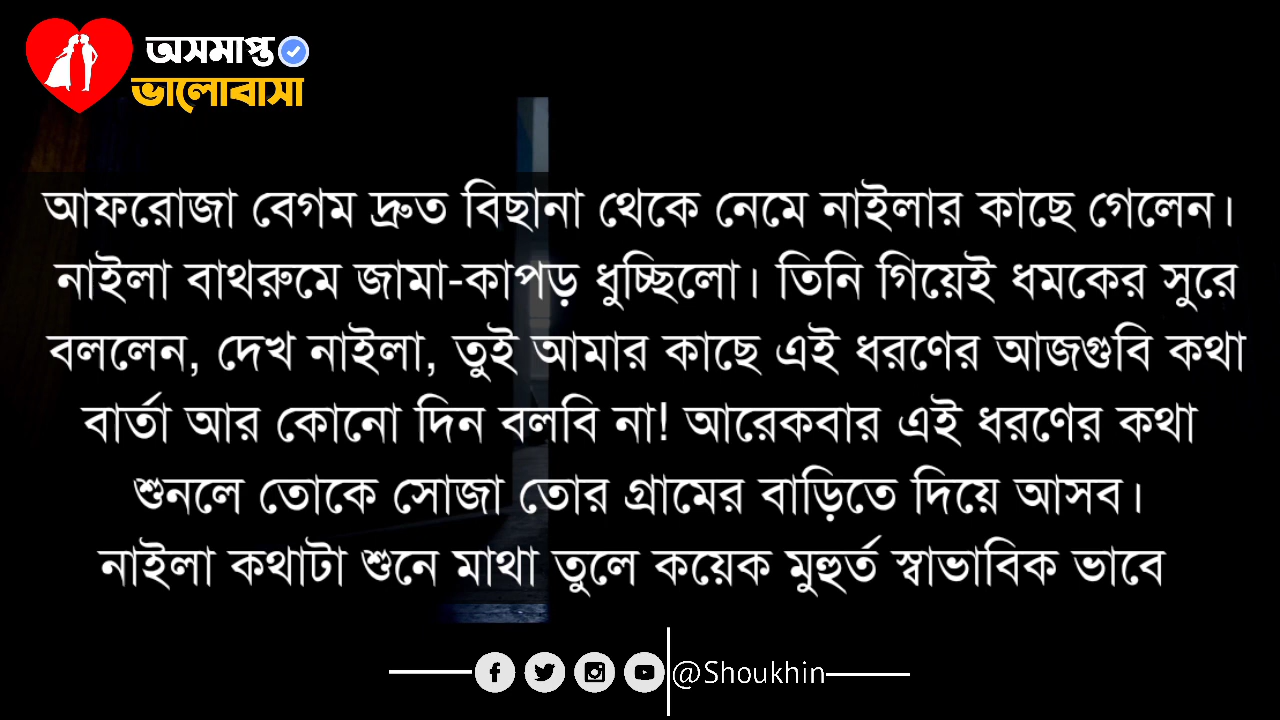 অসমাপ্ত
ভালোবাসা
আফরোজা বেগম দ্রুত বিছানা থেকে নেমে নাইলার কাছে গেলেন।
নাইলা বাথরুমে জামা-কাপড় ধুচ্ছিলো। তিনি গিয়েই ধমকের সুরে
বললেন, দেখ নাইলা, তুই আমার কাছে এই ধরণের আজগুবি কথা
বার্তা আর কোনো দিন বলবি না! আরেকবার এই ধরণের কথা
শুনলে তোকে সোজা তোর গ্রামের বাড়িতে দিয়ে আসব।
নাইলা কথাটা শুনে মাথা তুলে কয়েক মুহুর্ত স্বাভাবিক ভাবে
@Shoukhin